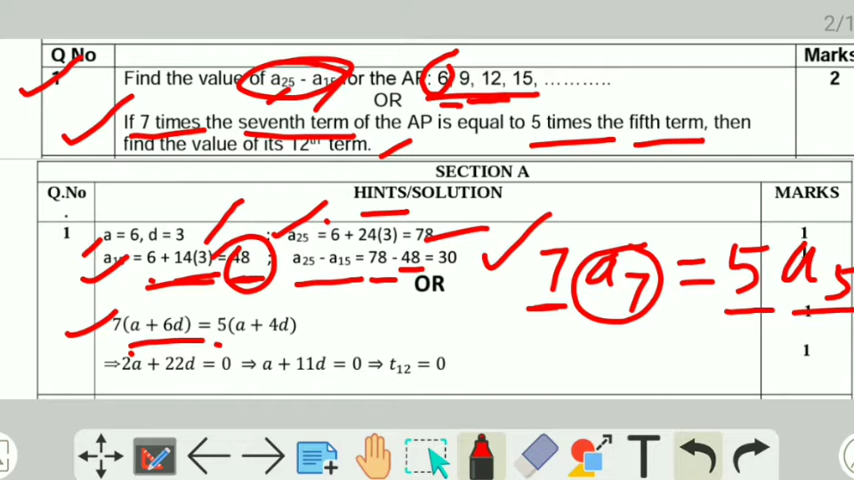 2/1
Q No Marks
1 Find the value of a25 - a15 for the AP: 6, 9, 12, 15, ………….. 2
OR
If 7 times the seventh term of the AP is equal to 5 times the fifth term, then
find the value of its 12th term.
SECTION A
Q.No HINTS/SOLUTION MARKS
.
1 a = 6, d = 3 ; a25 = 6 + 24(3) = 78 1
= 6 + 14(3) = 48 ; a25 - a15 = 78 - 48 = 30
7 a7 = 5 a5
OR
7(a + 6d) = 5(a + 4d) 1
⇒2a + 22d = 0 ⇒ a + 11d = 0 ⇒ t12 = 0 1
T